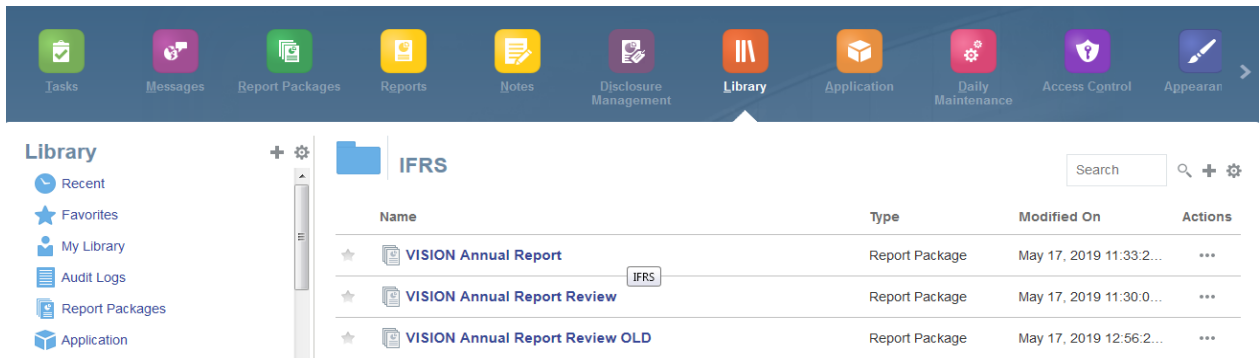 Tasks
Messages
Report Packages
Reports
Notes
Disclosure
Management
Library
Application
Daily
Maintenance
Access Control
Appearan
Library
Recent
Favorites
My Library
Audit Logs
Report Packages
Application
IFRS
Search
Name Type Modified On Actions
VISION Annual Report Report Package May 17, 2019 11:33:2... •••
IFRS
VISION Annual Report Review Report Package May 17, 2019 11:30:0... •••
VISION Annual Report Review OLD Report Package May 17, 2019 12:56:2... •••